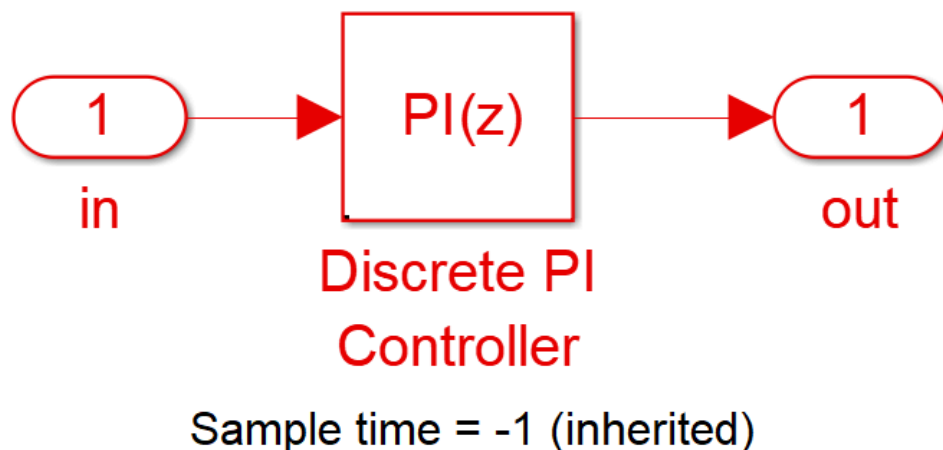 1
PI(z)
1
in
out
Discrete PI
Controller
Sample time = -1 (inherited)